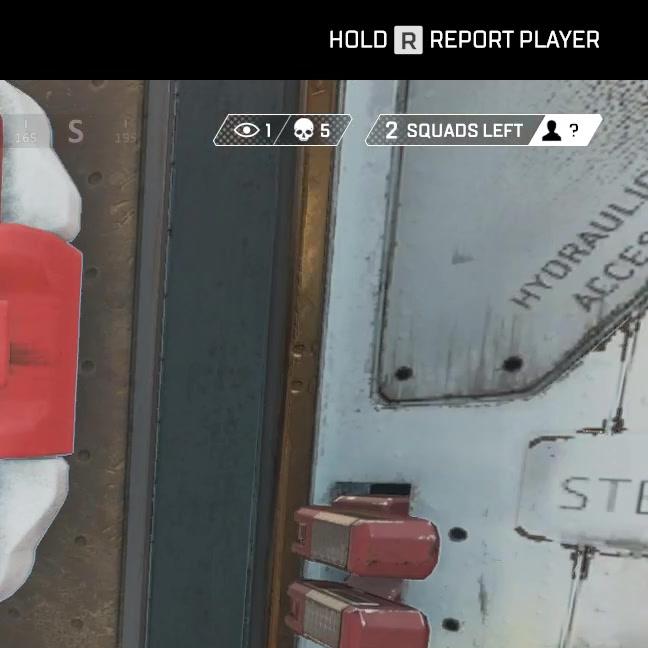 HOLD R REPORT PLAYER
165 S 195
1 5 2 SQUADS LEFT ?
HYDRAULIC
ACCES
STE